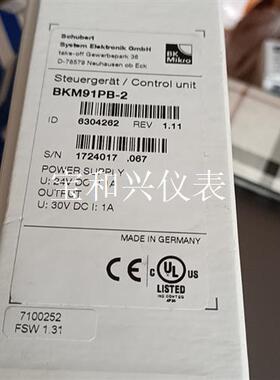 Schubert
System Elektronik GmbH
take-off Gewerbepark 36
D-78579 Neuhausen ob Eck
BK
Mikro
Steuergerät / Control unit
BKM91PB-2
ID 6304262 REV 1.11
S/N 1724017 .067
POWER SUPPLY
U: 24V DC
OUTPUT
U: 30V DC I: 1A
笔和兴仪表
MADE IN GERMANY
CE
C UL US
LISTED
7100252
FSW 1.31